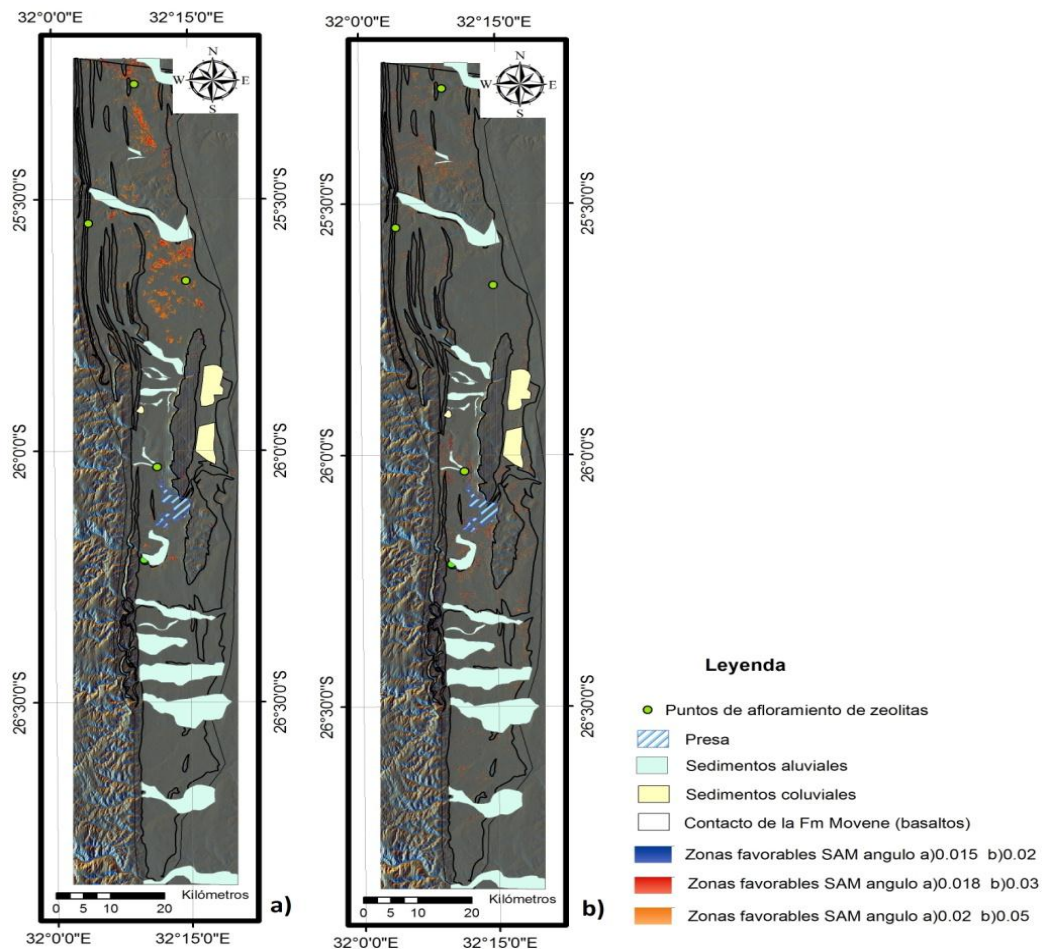 32°0'0"E 32°15'0"E
N
W E
S
25°30'0"S
26°0'0"S
26°30'0"S
Kilómetros
0 5 10 20
a)
32°0'0"E 32°15'0"E
32°0'0"E 32°15'0"E
N
W E
S
25°30'0"S
25°30'0"S
26°0'0"S
26°0'0"S
26°30'0"S
26°30'0"S
Kilómetros
0 5 10 20
b)
32°0'0"E 32°15'0"E
Leyenda
Puntos de afloramiento de zeolitas
Presa
Sedimentos aluviales
Sedimentos coluviales
Contacto de la Fm Movene (basaltos)
Zonas favorables SAM angulo a)0.015 b)0.02
Zonas favorables SAM angulo a)0.018 b)0.03
Zonas favorables SAM angulo a)0.02 b)0.05